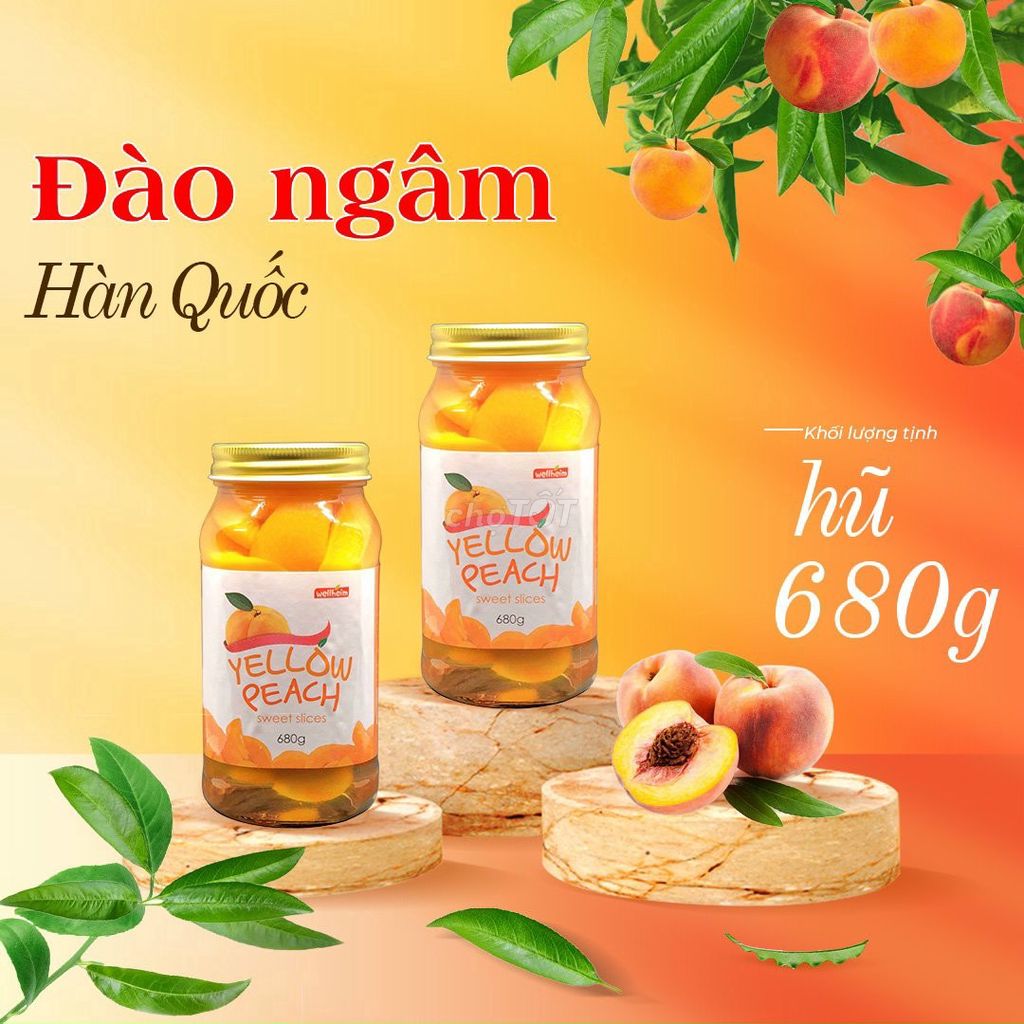 Đào ngâm
Hàn Quốc
Khối lượng tịnh
hũ
680g
wellheim
YELLOW
PEACH
sweet slices
680g
wellheim
YELLOW
PEACH
sweet slices
680g
choTỐT